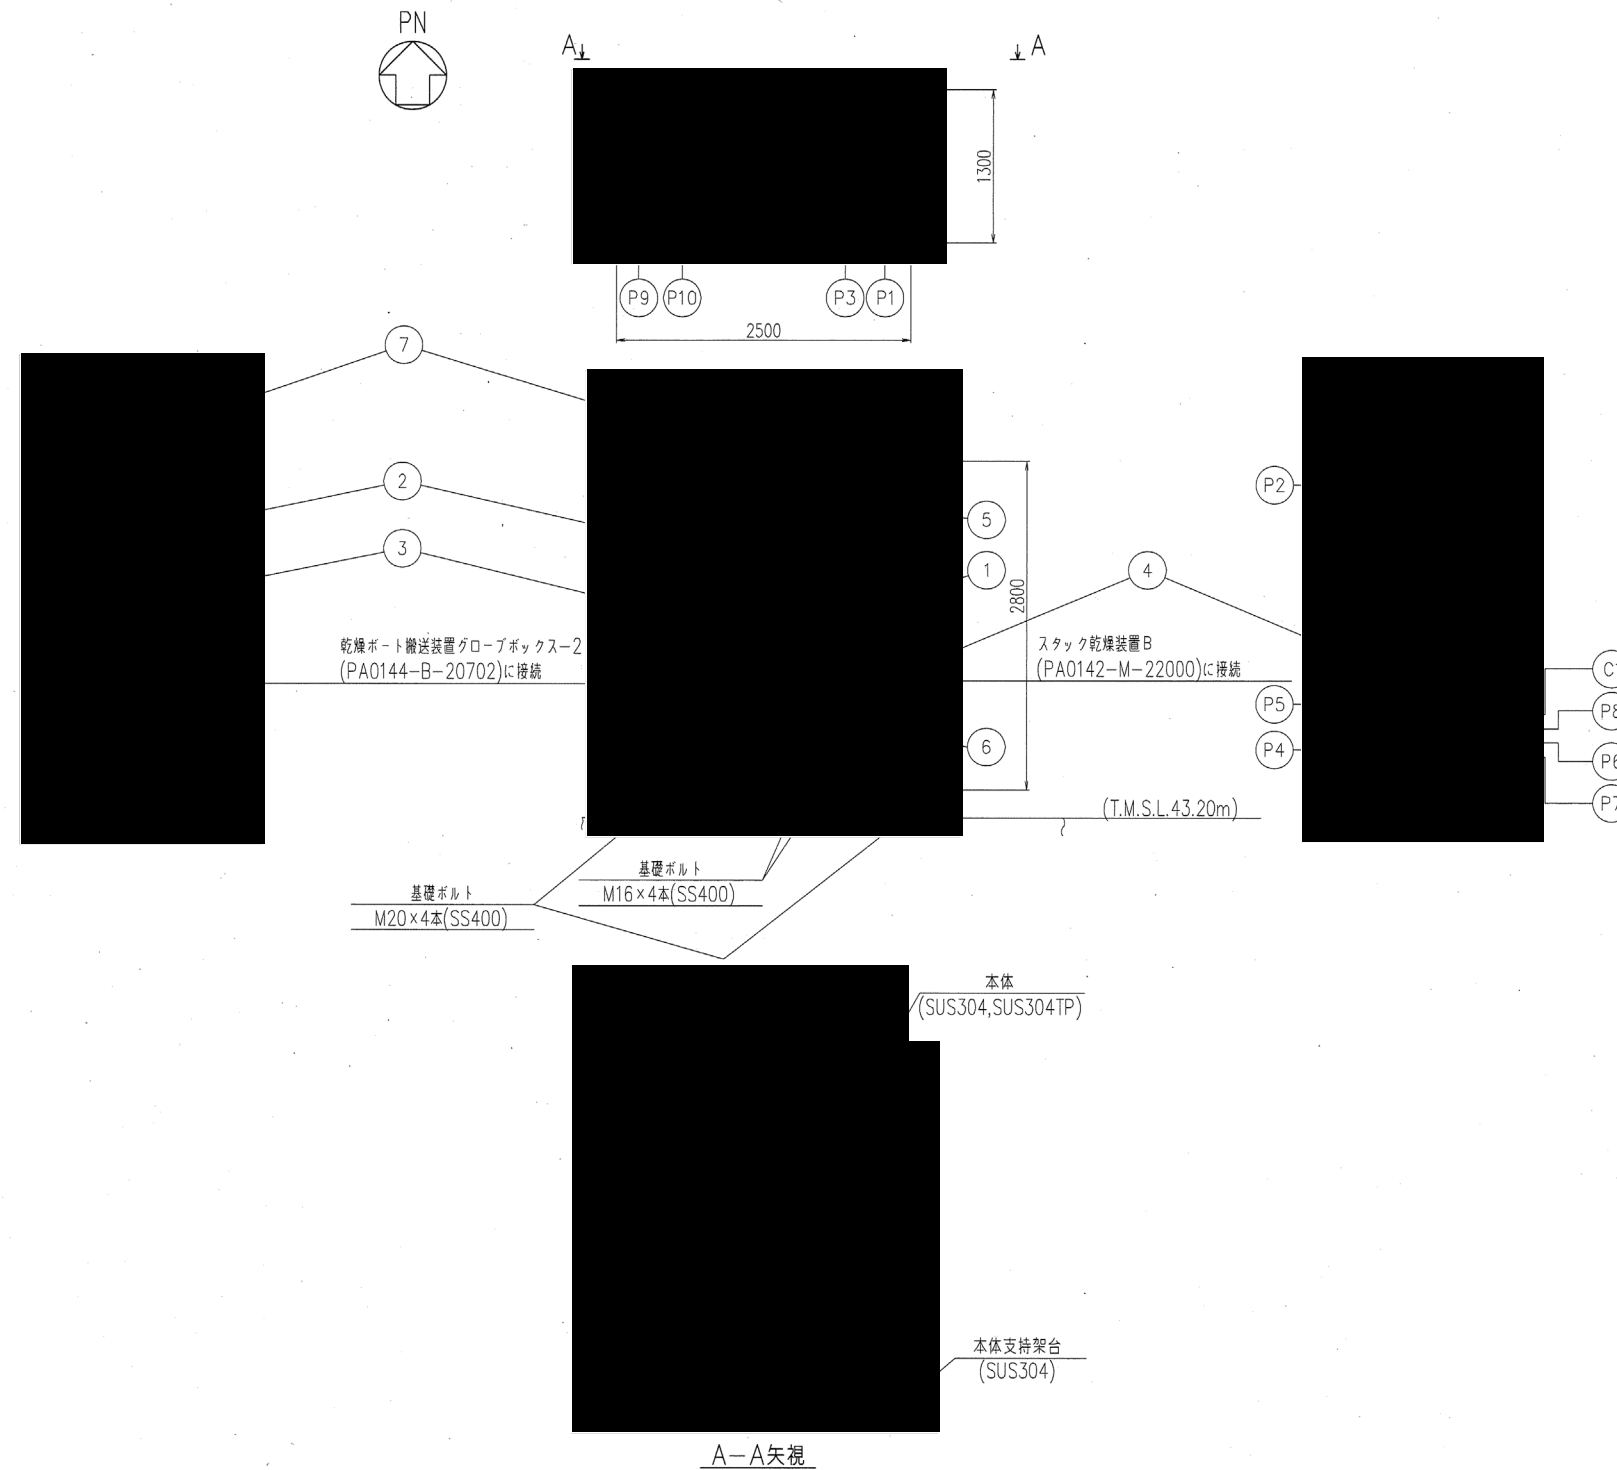 PN
A
A
1300
P9
P10
P3
P1
2500
7
2
P2
5
3
1
4
2800
乾燥ボート搬送装置グローブボックス−2
(PA0144−B−20702)に接続
スタック乾燥装置B
(PA0142−M−22000)に接続
P5
P8
6
P4
P6
P7
(T.M.S.L.43.20m)
基礎ボルト
M16×4本(SS400)
基礎ボルト
M20×4本(SS400)
本体
(SUS304,SUS304TP)
本体支持架台
(SUS304)
A−A矢視